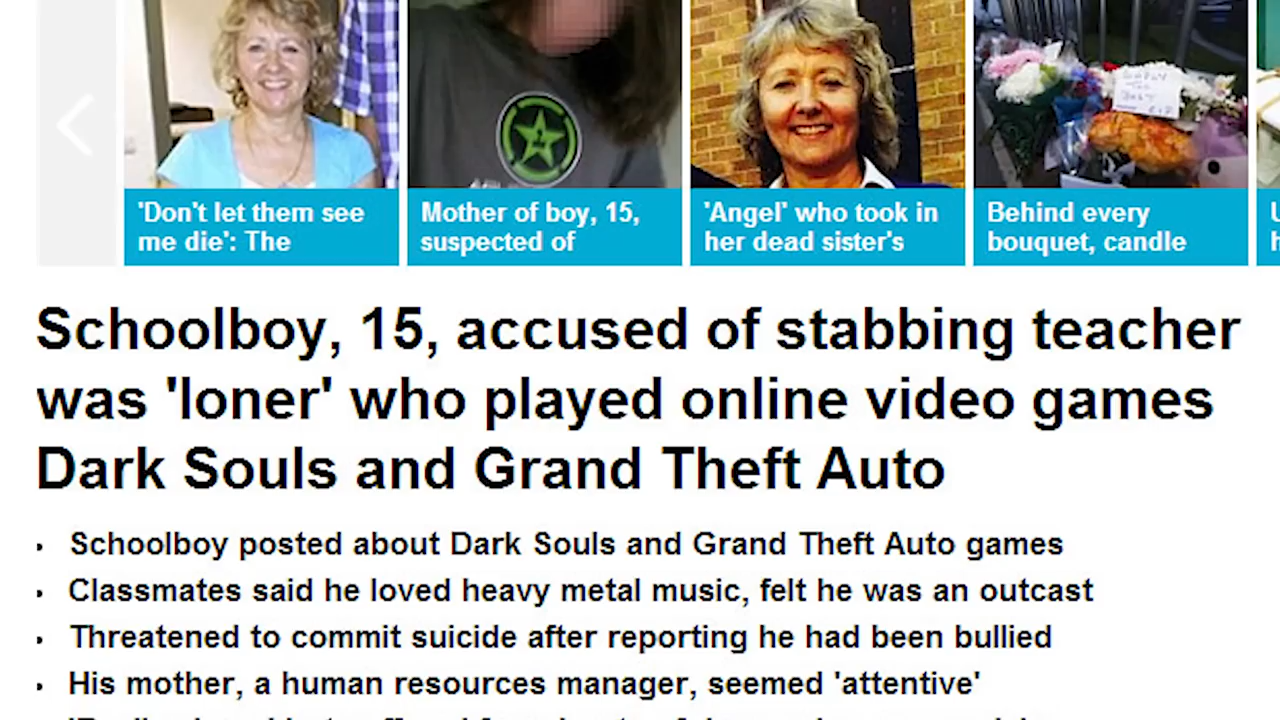 'Don't let them see
me die': The
Mother of boy, 15,
suspected of
'Angel' who took in
her dead sister's
Behind every
bouquet, candle
Schoolboy, 15, accused of stabbing teacher
was 'loner' who played online video games
Dark Souls and Grand Theft Auto
• Schoolboy posted about Dark Souls and Grand Theft Auto games
• Classmates said he loved heavy metal music, felt he was an outcast
• Threatened to commit suicide after reporting he had been bullied
• His mother, a human resources manager, seemed 'attentive'